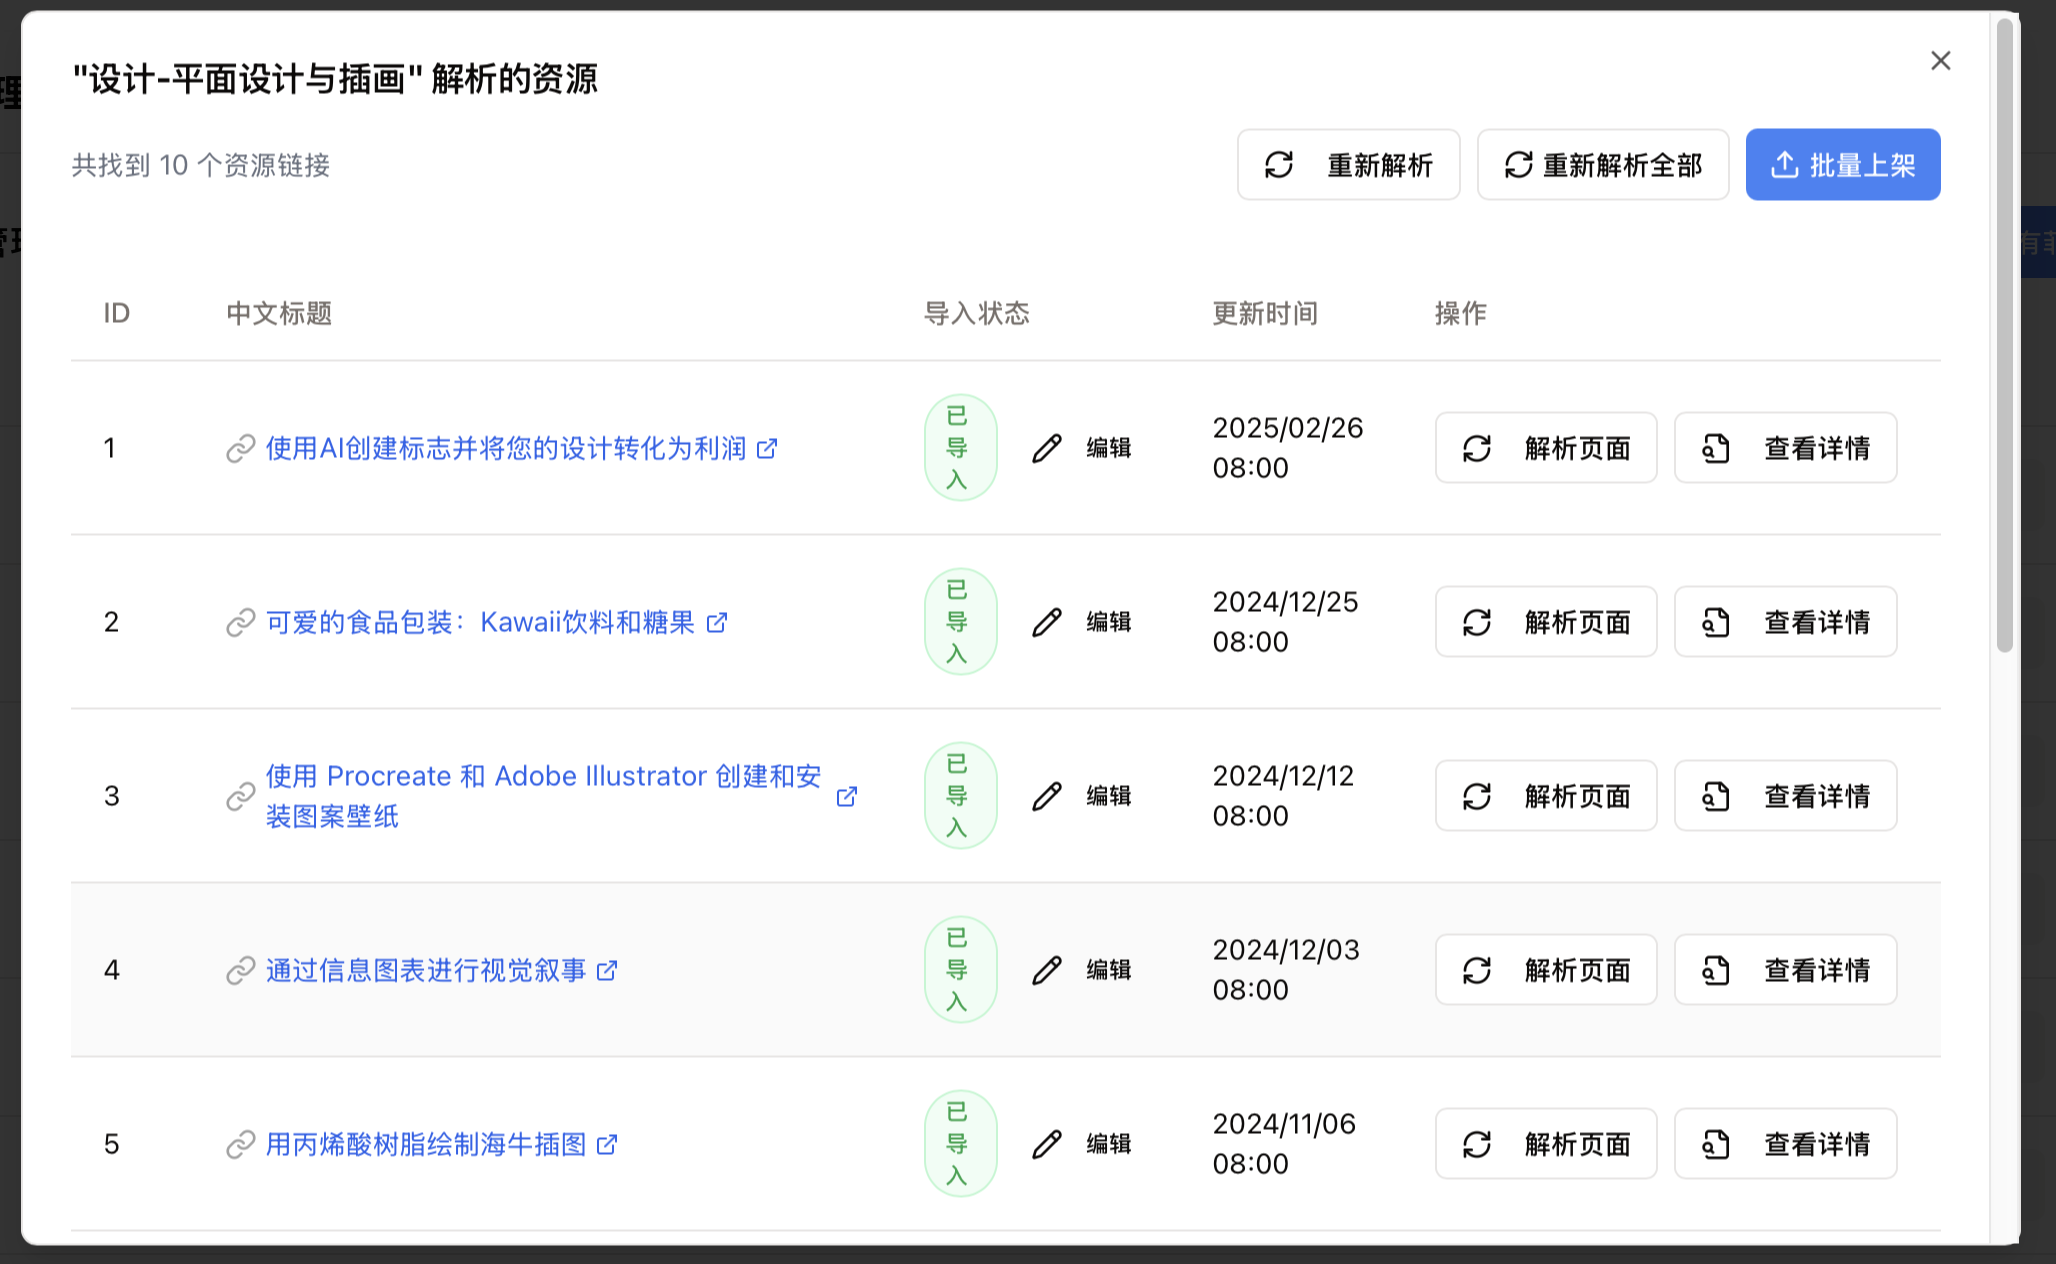 "设计-平面设计与插画" 解析的资源
共找到 10 个资源链接
重新解析
重新解析全部
批量上架
ID 中文标题 导入状态 更新时间 操作
1 使用AI创建标志并将您的设计转化为利润 已导入 编辑 2025/02/26 08:00 解析页面 查看详情
2 可爱的食品包装：Kawaii饮料和糖果 已导入 编辑 2024/12/25 08:00 解析页面 查看详情
3 使用 Procreate 和 Adobe Illustrator 创建和安装图案壁纸 已导入 编辑 2024/12/12 08:00 解析页面 查看详情
4 通过信息图表进行视觉叙事 已导入 编辑 2024/12/03 08:00 解析页面 查看详情
5 用丙烯酸树脂绘制海牛插图 已导入 编辑 2024/11/06 08:00 解析页面 查看详情